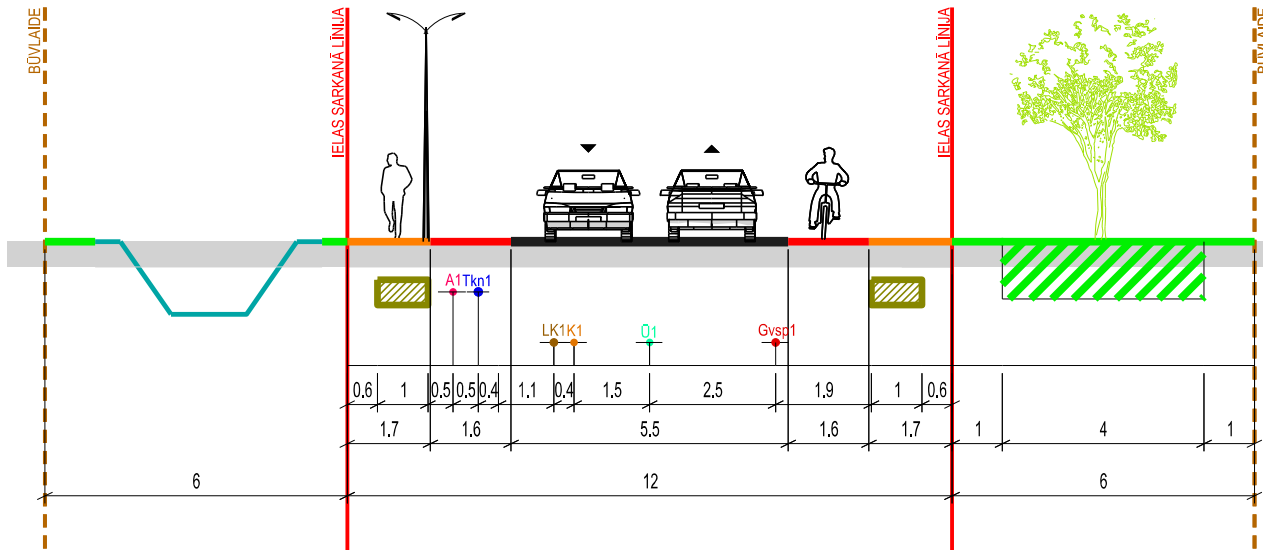 BŪVLAIDE
IELAS SARKANĀ LĪNIJA
IELAS SARKANĀ LĪNIJA
BŪVLAIDE
A1 Tkn1
LK1 K1
Ū1
Gvsp1
0.6 1 0.5 0.5 0.4 1.1 0.4 1.5 2.5 1.9 1 0.6
1.7 1.6 5.5 1.6 1.7 1 4 1
6 12 6